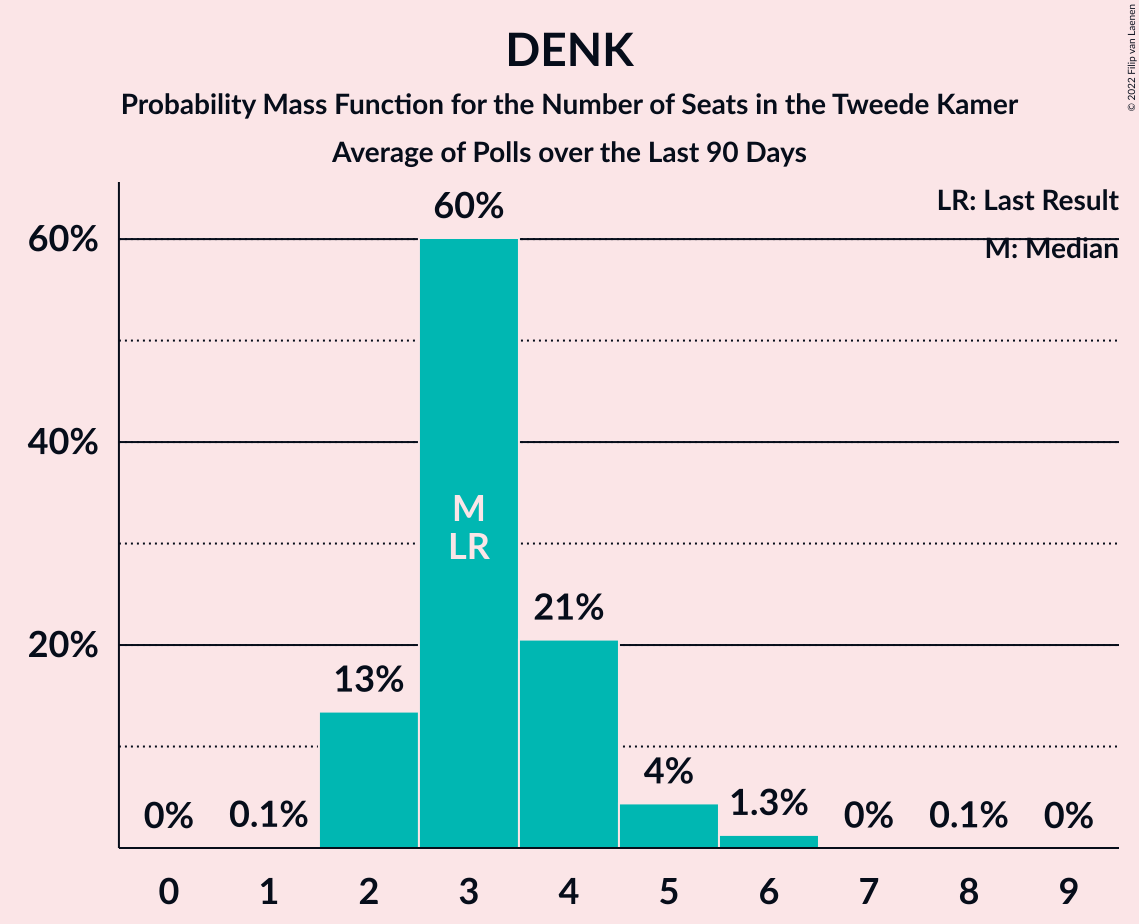 DENK
Probability Mass Function for the Number of Seats in the Tweede Kamer
Average of Polls over the Last 90 Days
© 2022 Filip van Laenen
LR: Last Result
M: Median
60%
40%
20%
0%
0.1%
13%
60%
21%
4%
1.3%
0%
0.1%
0%
M
LR
0 1 2 3 4 5 6 7 8 9